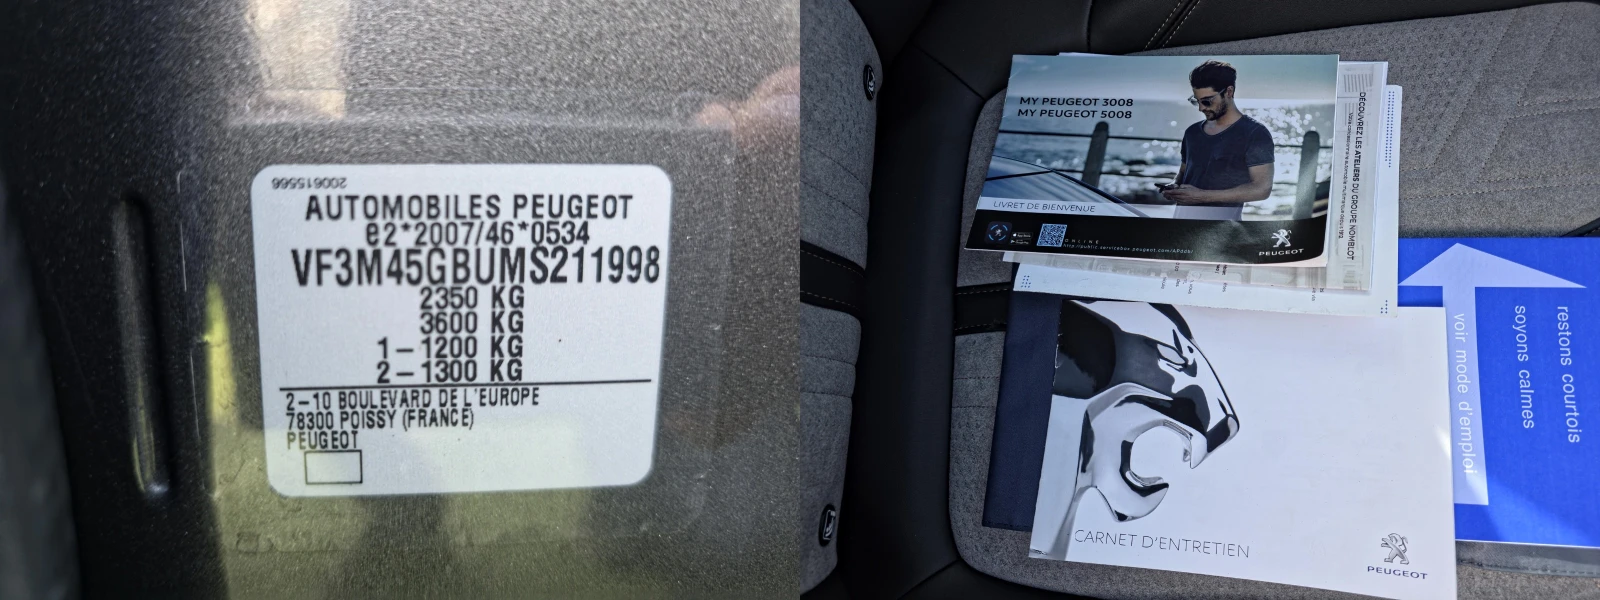 200615566
AUTOMOBILES PEUGEOT
e2*2007/46*0534
VF3M45GBUMS211998
2350 KG
3600 KG
1-1200 KG
2-1300 KG
2-10 BOULEVARD DE L'EUROPE
78300 POISSY (FRANCE)
PEUGEOT
MY PEUGEOT 3008
MY PEUGEOT 5008
LIVRET DE BIENVENUE
ONLINE
PEUGEOT
DÉCOUVREZ LES ATELIERS DU GROUPE NOMBLOT
CARNET D'ENTRETIEN
PEUGEOT
restons courtois
soyons calmes
voir mode d'emploi